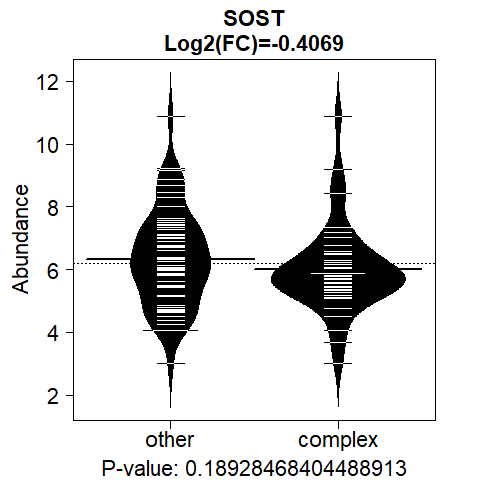 SOST
Log2(FC)=-0.4069
Abundance
12
10
8
6
4
2
other complex
P-value: 0.18928468404488913